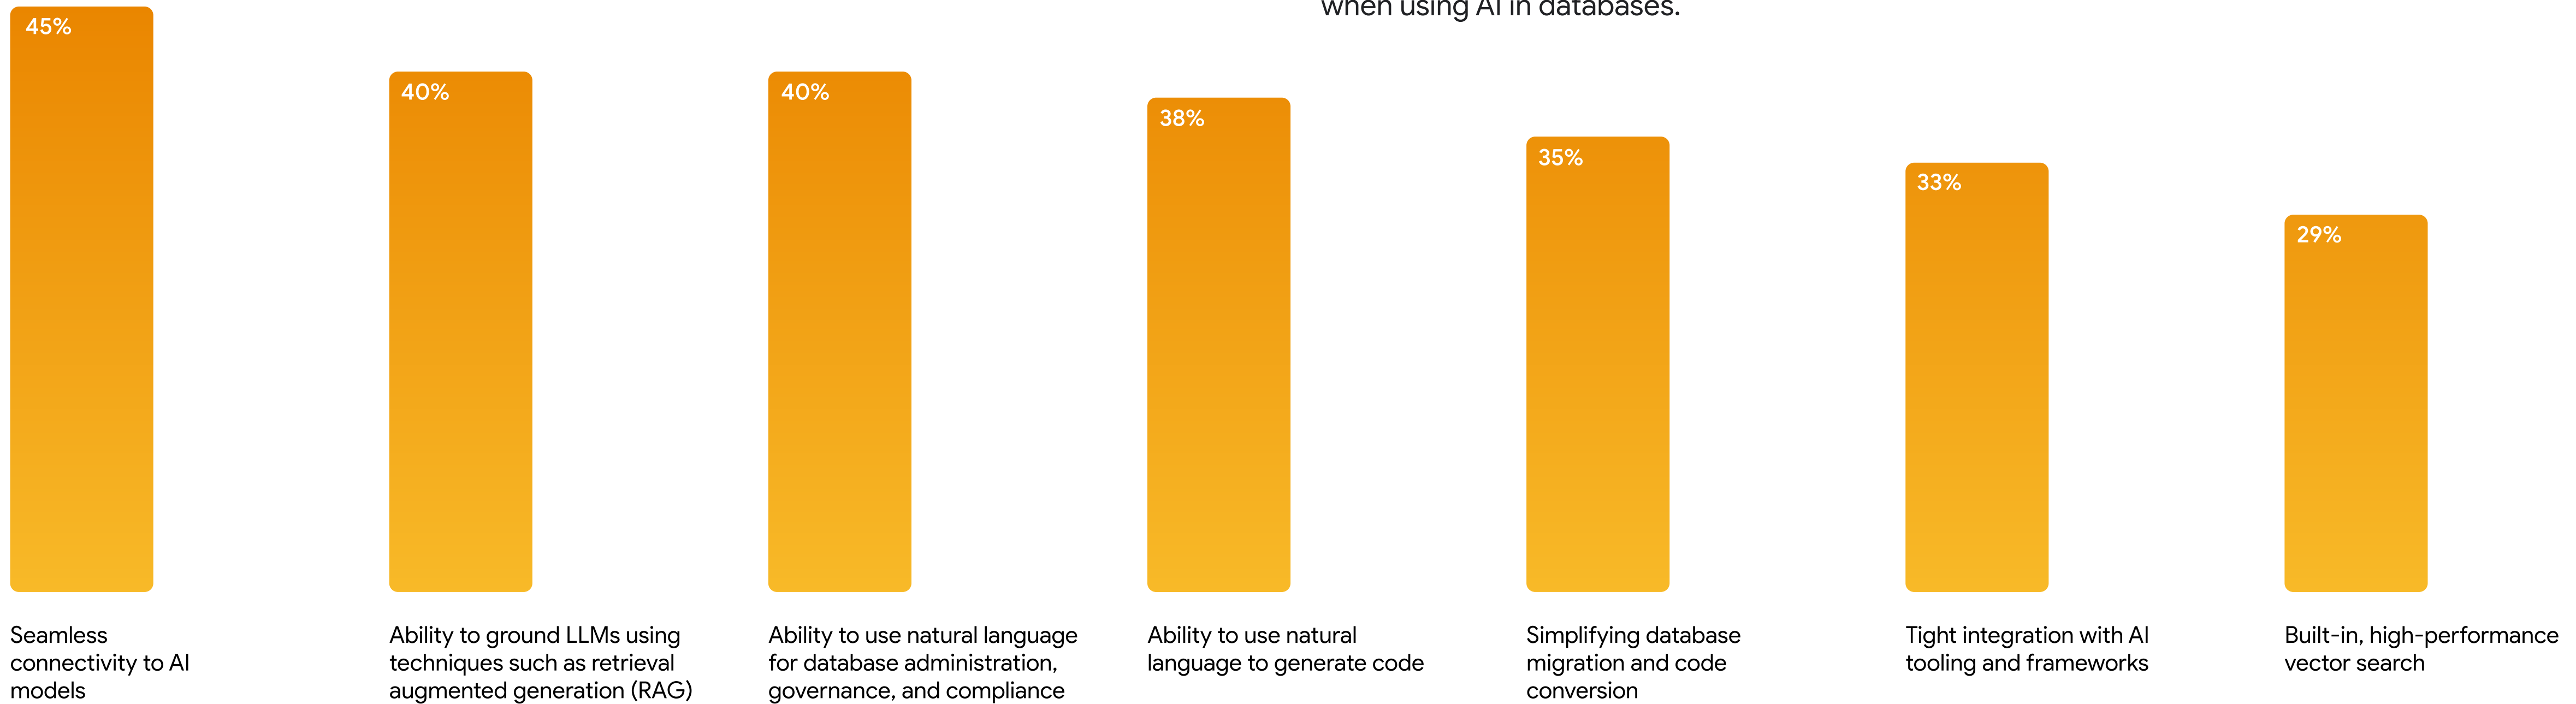 when using AI in databases.
45%
40%
40%
38%
35%
33%
29%
Seamless
connectivity to AI
models
Ability to ground LLMs using
techniques such as retrieval
augmented generation (RAG)
Ability to use natural language
for database administration,
governance, and compliance
Ability to use natural
language to generate code
Simplifying database
migration and code
conversion
Tight integration with AI
tooling and frameworks
Built-in, high-performance
vector search